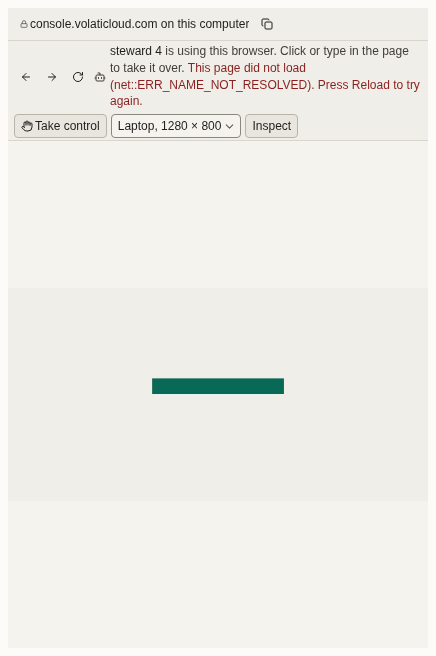 console.volaticloud.com on this computer
steward 4 is using this browser. Click or type in the page
to take it over. This page did not load
(net::ERR_NAME_NOT_RESOLVED). Press Reload to try
again.
Take control
Laptop, 1280 × 800
Inspect